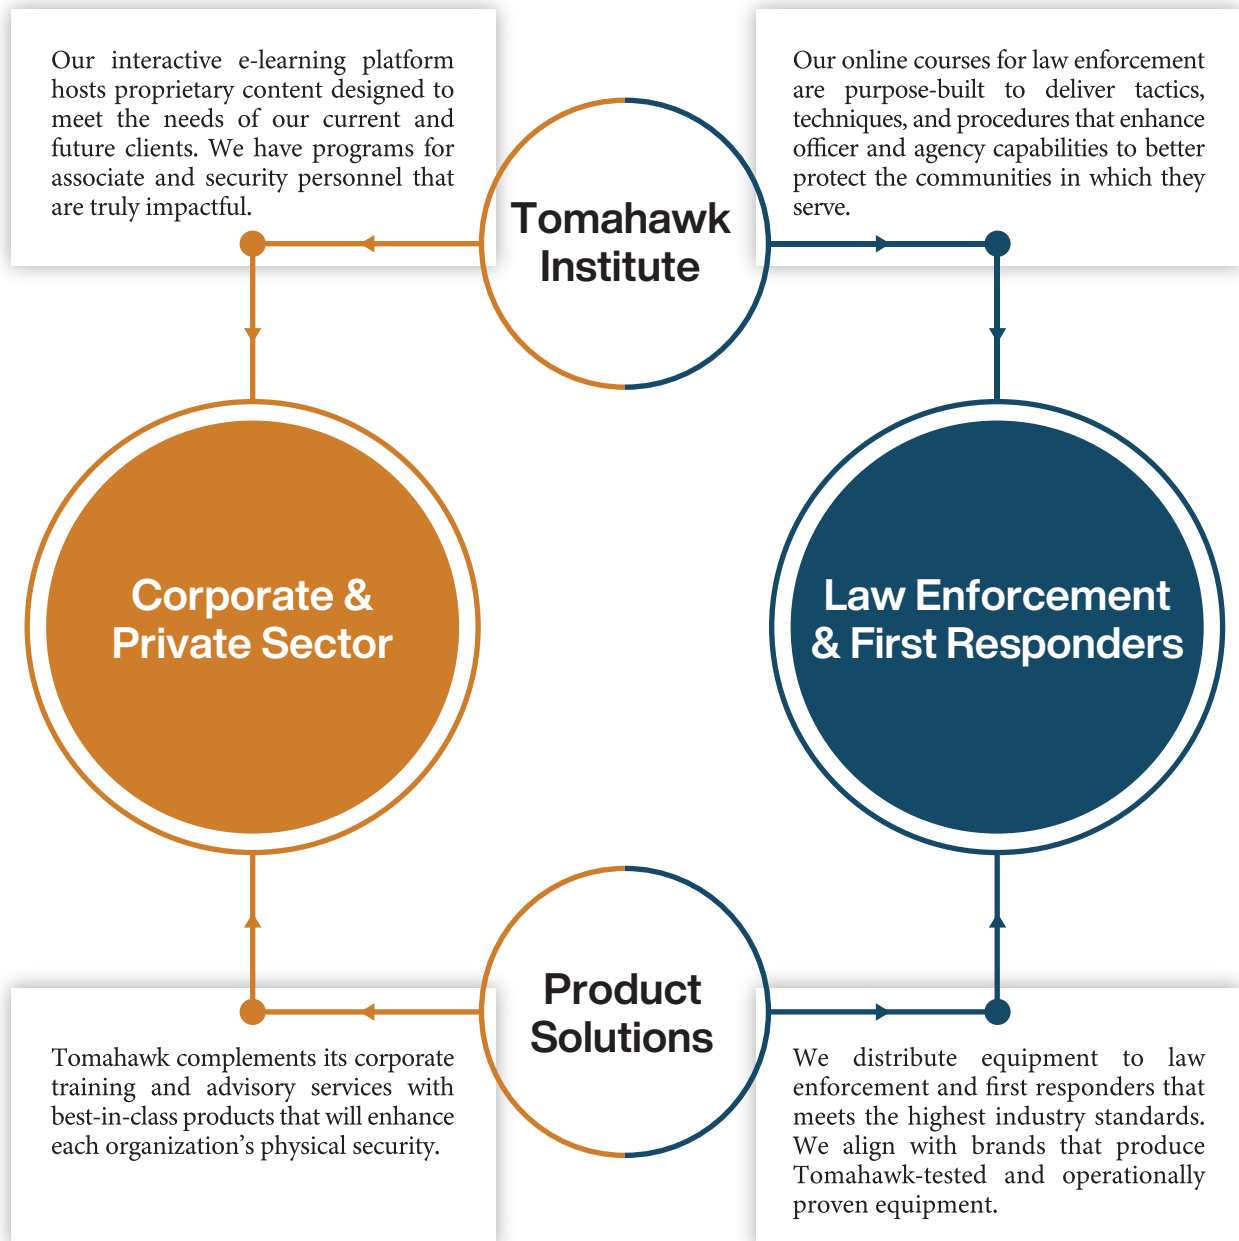 Our interactive e-learning platform
hosts proprietary content designed to
meet the needs of our current and
future clients. We have programs for
associate and security personnel that
are truly impactful.
Our online courses for law enforcement
are purpose-built to deliver tactics,
techniques, and procedures that enhance
officer and agency capabilities to better
protect the communities in which they
serve.
Tomahawk
Institute
Corporate &
Private Sector
Law Enforcement
& First Responders
Product
Solutions
Tomahawk complements its corporate
training and advisory services with
best-in-class products that will enhance
each organization’s physical security.
We distribute equipment to law
enforcement and first responders that
meets the highest industry standards.
We align with brands that produce
Tomahawk-tested and operationally
proven equipment.